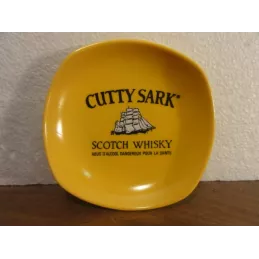 CUTTY SARK®
SCOTCH WHISKY
ABUS D'ALCOOL DANGEREUX POUR LA SANTE